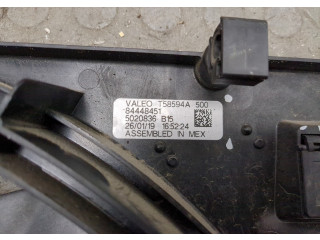 VALEO T58594A 500
84448451
5020836 B15
26/01/19 16:52:24
ASSEMBLED IN MEX